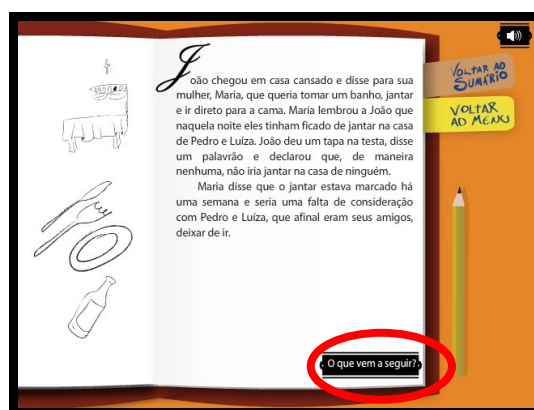 João chegou em casa cansado e disse para sua
mulher, Maria, que queria tomar um banho, jantar
e ir direto para a cama. Maria lembrou a João que
naquela noite eles tinham ficado de jantar na casa
de Pedro e Luíza. João deu um tapa na testa, disse
um palavrão e declarou que, de maneira
nenhuma, não iria jantar na casa de ninguém.
Maria disse que o jantar estava marcado há
uma semana e seria uma falta de consideração
com Pedro e Luíza, que afinal eram seus amigos,
deixar de ir.
O que vem a seguir?
VOLTAR AO
SUMÁRIO
VOLTAR
AO MENU